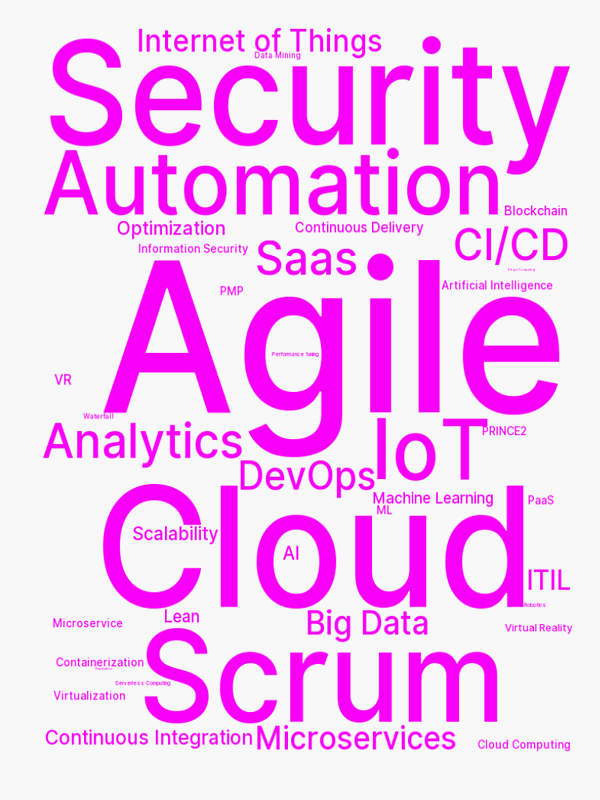 Internet of Things
Data Mining
Security
Automation
Blockchain
Optimization
Continuous Delivery
CI/CD
Information Security
Saas
Artificial Intelligence
PMP
Agile
Performance tuning
VR
Waterfall
Analytics
IoT
PRINCE2
DevOps
Machine Learning
PaaS
ML
Cloud
Scalability
AI
ITIL
Robotics
Microservice
Lean
Big Data
Virtual Reality
Scrum
Containerization
Serverless Computing
Virtualization
Continuous Integration
Microservices
Cloud Computing